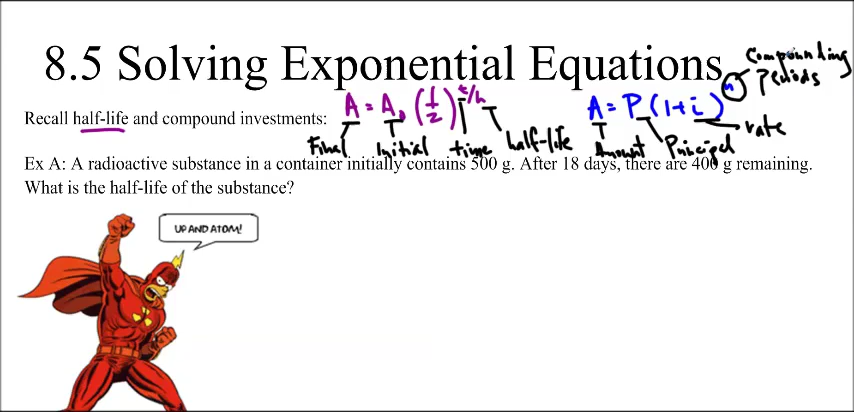 8.5 Solving Exponential Equations
Compounding
Periods
Recall half-life and compound investments: A = A₀ (1/2)^(t/h) A = P (1+i)^n
Final Initial time half-life Amount Principal rate
Ex A: A radioactive substance in a container initially contains 500 g. After 18 days, there are 400 g remaining.
What is the half-life of the substance?
UP AND ATOM!